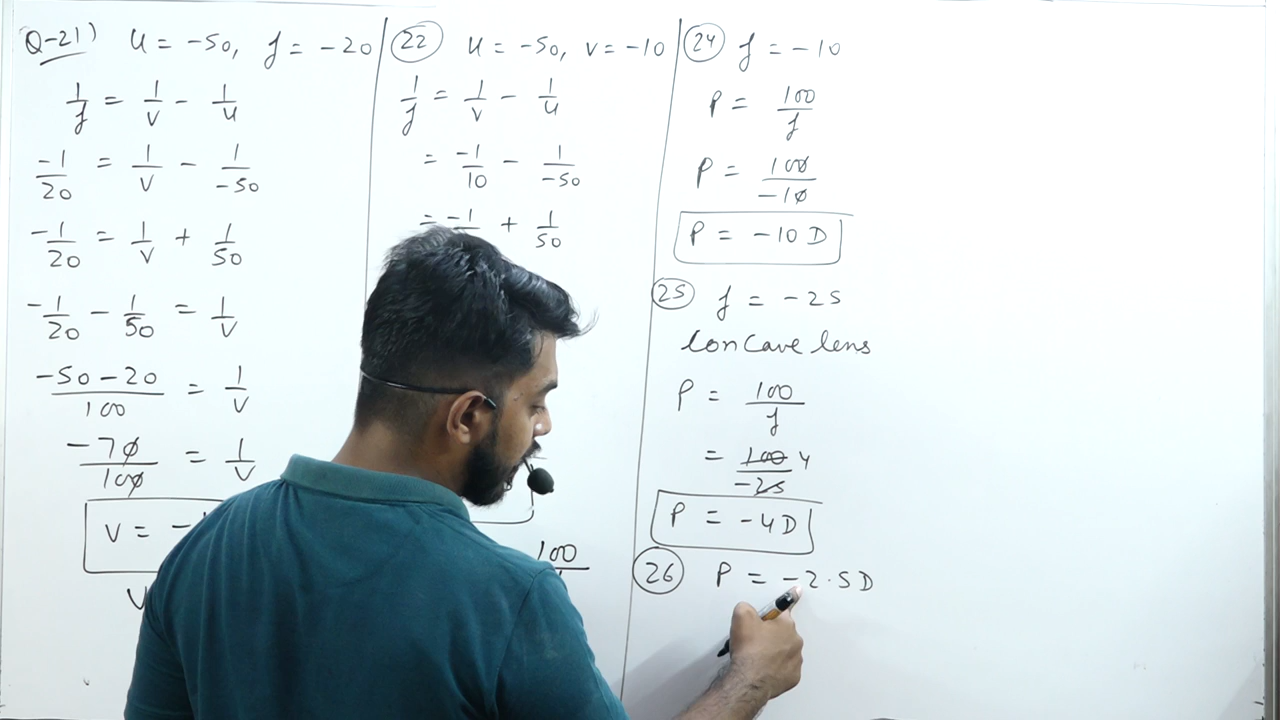 Q-21) u = -50, f = -20
1/f = 1/v - 1/u
-1/20 = 1/v - 1/-50
-1/20 = 1/v + 1/50
-1/20 - 1/50 = 1/v
-50-20/100 = 1/v
-70/100 = 1/v
v = -
v
22 u = -50, v = -10
1/f = 1/v - 1/u
= -1/10 - 1/-50
= -1 + 1/50
100
24 f = -10
P = 100/f
P = 100/-10
P = -10 D
25 f = -25
Concave lens
P = 100/f
= 100/-25 4
P = -4D
26 P = -2.5D